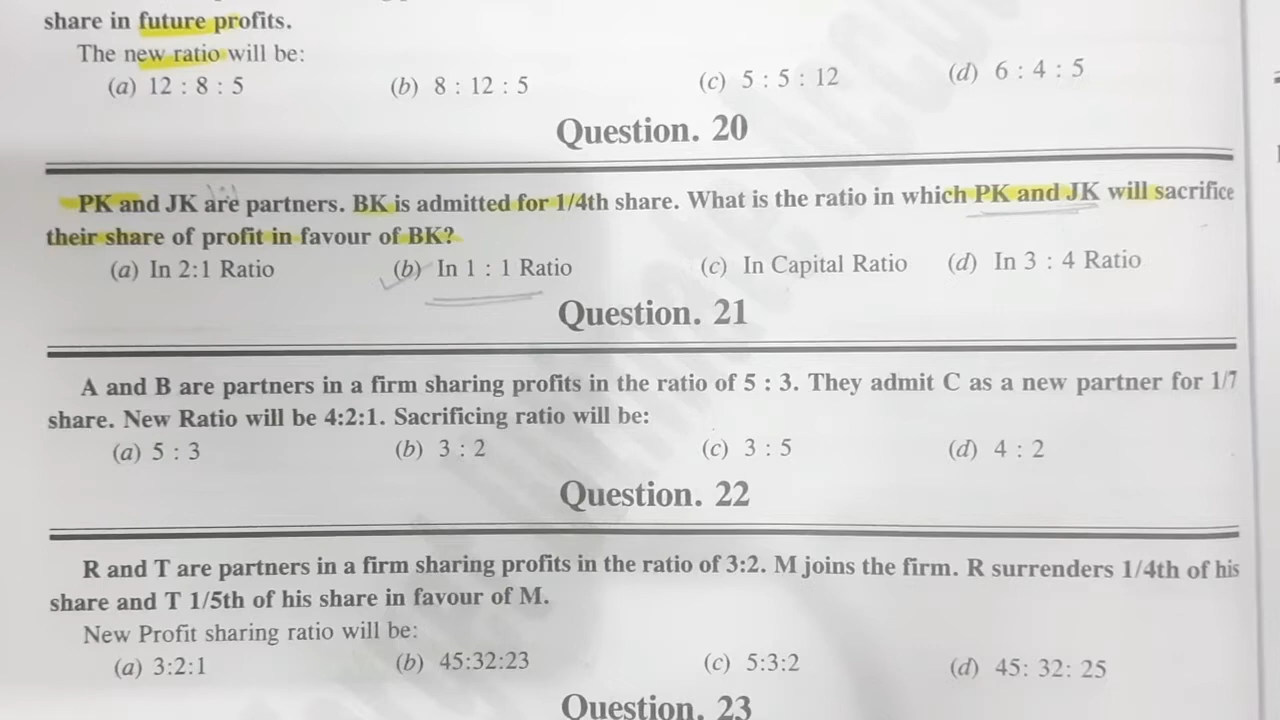 share in future profits.
The new ratio will be:
(a) 12 : 8 : 5 (b) 8 : 12 : 5 (c) 5 : 5 : 12 (d) 6 : 4 : 5
Question. 20
PK and JK are partners. BK is admitted for 1/4th share. What is the ratio in which PK and JK will sacrifice
their share of profit in favour of BK?
(a) In 2:1 Ratio (b) In 1 : 1 Ratio (c) In Capital Ratio (d) In 3 : 4 Ratio
Question. 21
A and B are partners in a firm sharing profits in the ratio of 5 : 3. They admit C as a new partner for 1/7
share. New Ratio will be 4:2:1. Sacrificing ratio will be:
(a) 5 : 3 (b) 3 : 2 (c) 3 : 5 (d) 4 : 2
Question. 22
R and T are partners in a firm sharing profits in the ratio of 3:2. M joins the firm. R surrenders 1/4th of his
share and T 1/5th of his share in favour of M.
New Profit sharing ratio will be:
(a) 3:2:1 (b) 45:32:23 (c) 5:3:2 (d) 45: 32: 25
Question. 23